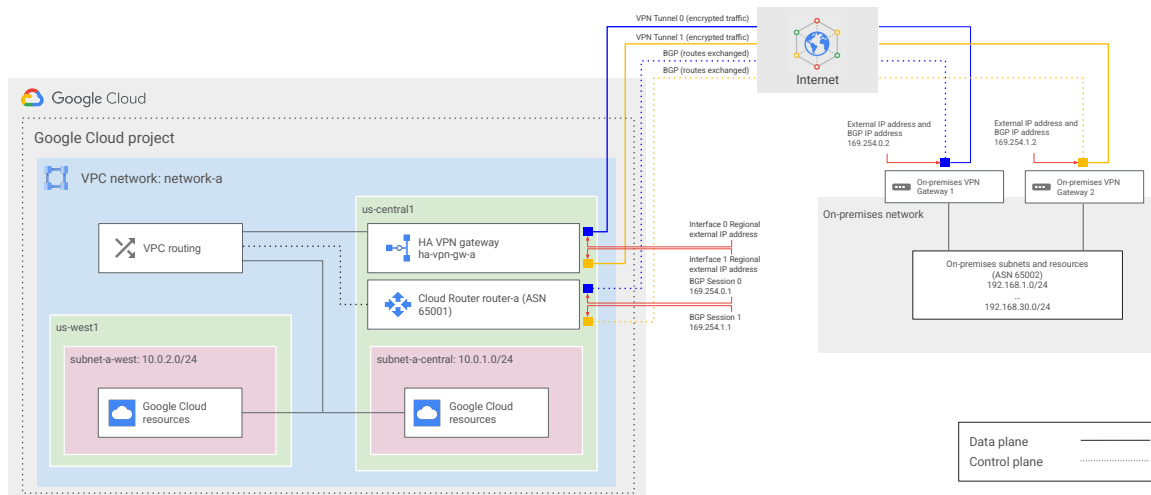 VPN Tunnel 0 (encrypted traffic)
VPN Tunnel 1 (encrypted traffic)
BGP (routes exchanged)
BGP (routes exchanged)
Internet
Google Cloud
Google Cloud project
VPC network: network-a
us-central1
VPC routing
HA VPN gateway
ha-vpn-gw-a
Cloud Router router-a (ASN
65001)
Interface 0 Regional
external IP address
Interface 1 Regional
external IP address
BGP Session 0
169.254.0.1
BGP Session 1
169.254.1.1
us-west1
subnet-a-west: 10.0.2.0/24
Google Cloud
resources
subnet-a-central: 10.0.1.0/24
Google Cloud
resources
External IP address and
BGP IP address
169.254.0.2
External IP address and
BGP IP address
169.254.1.2
On-premises VPN
Gateway 1
On-premises VPN
Gateway 2
On-premises network
On-premises subnets and resources
(ASN 65002)
192.168.1.0/24
...
192.168.30.0/24
Data plane
Control plane